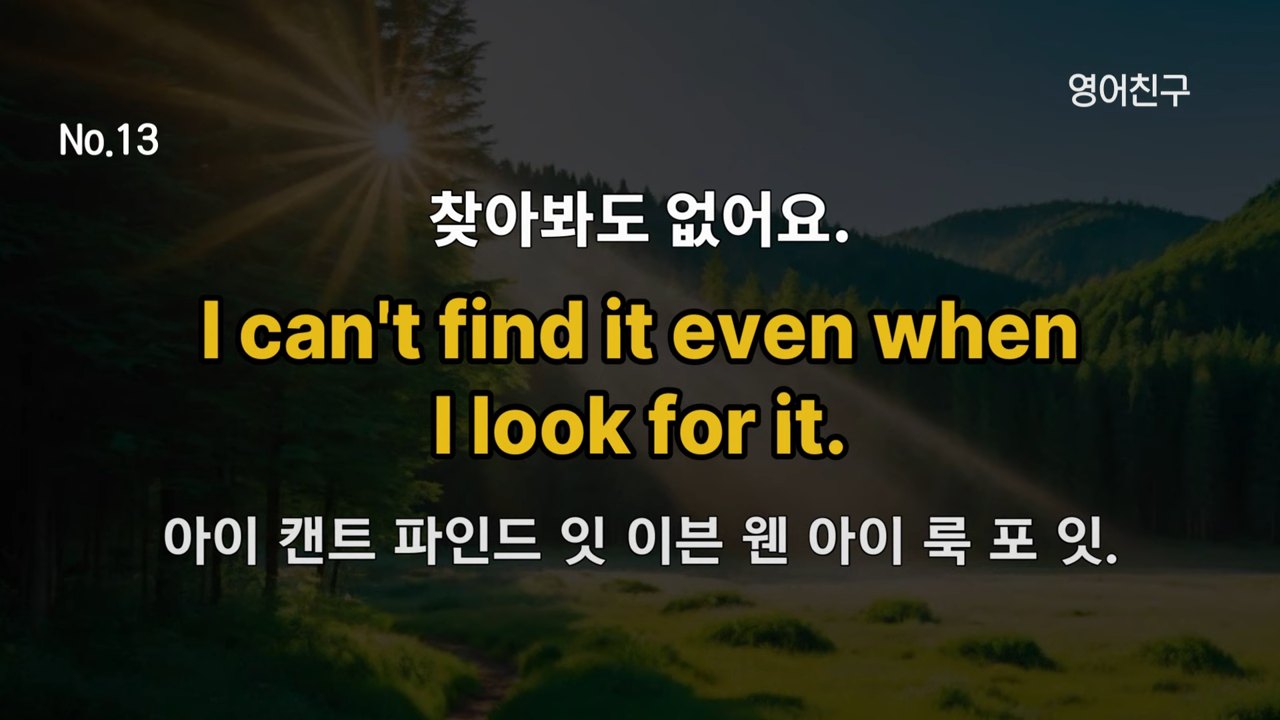 영어친구
No.13
찾아봐도 없어요.
I can't find it even when
I look for it.
아이 캔트 파인드 잇 이븐 웬 아이 룩 포 잇.